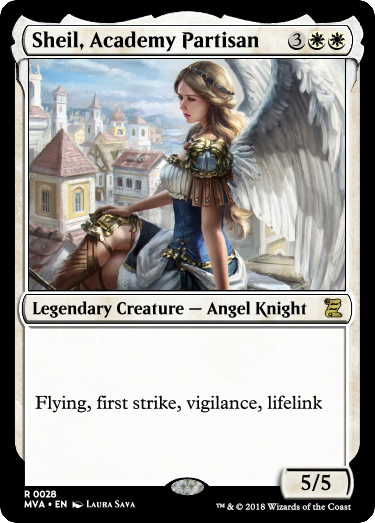 Sheil, Academy Partisan 3
Legendary Creature — Angel Knight
Flying, first strike, vigilance, lifelink
5/5
R 0028
MVA • EN Laura Sava
™ & © 2018 Wizards of the Coast